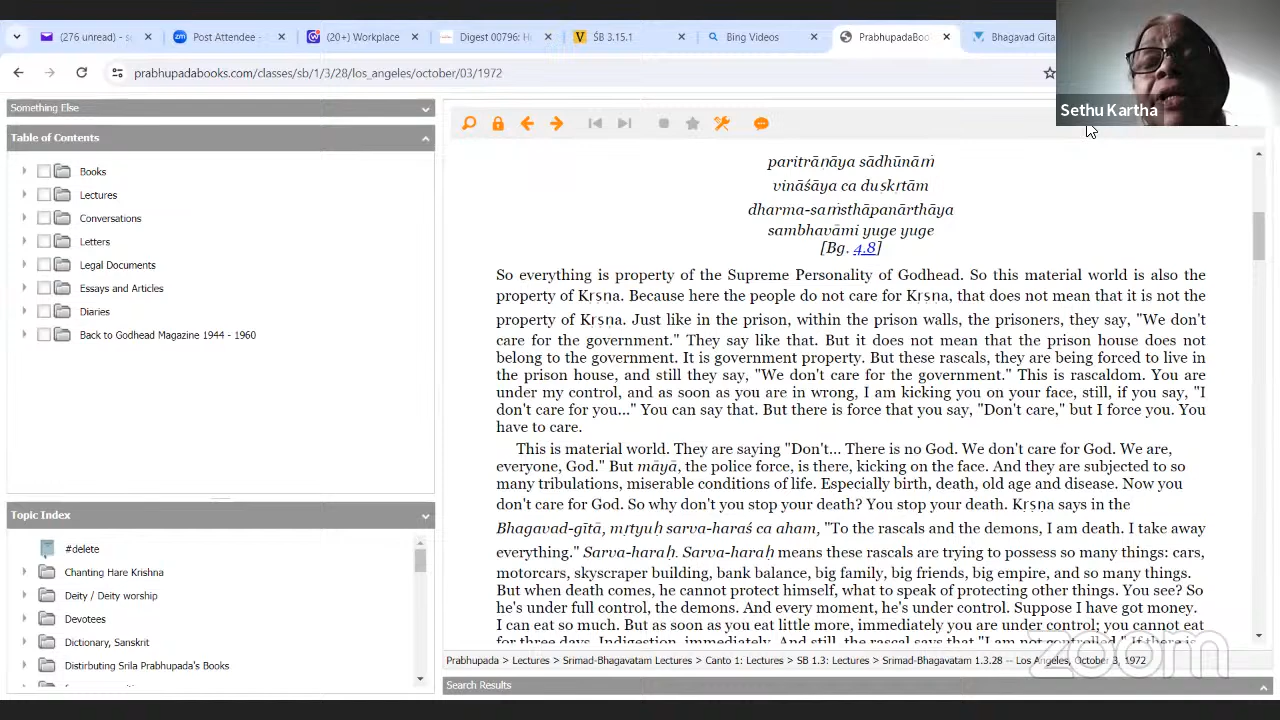 (276 unread) - s
Post Attendee -
(20+) Workplace
Digest 00796: H
ŚB 3.15.1
Bing Videos
PrabhupadaBoo
Bhagavad Gita
prabhupadabooks.com/classes/sb/1/3/28/los_angeles/october/03/1972
Sethu Kartha
Something Else
Table of Contents
Books
Lectures
Conversations
Letters
Legal Documents
Essays and Articles
Diaries
Back to Godhead Magazine 1944 - 1960
Topic Index
#delete
Chanting Hare Krishna
Deity / Deity worship
Devotees
Dictionary, Sanskrit
Distirbuting Srila Prabhupada's Books
paritrāṇāya sādhūnāṁ
vināśāya ca duṣkṛtām
dharma-saṁsthāpanārthāya
sambhavāmi yuge yuge
[Bg. 4.8]
So everything is property of the Supreme Personality of Godhead. So this material world is also the
property of Kṛṣṇa. Because here the people do not care for Kṛṣṇa, that does not mean that it is not the
property of Kṛṣṇa. Just like in the prison, within the prison walls, the prisoners, they say, "We don't
care for the government." They say like that. But it does not mean that the prison house does not
belong to the government. It is government property. But these rascals, they are being forced to live in
the prison house, and still they say, "We don't care for the government." This is rascaldom. You are
under my control, and as soon as you are in wrong, I am kicking you on your face, still, if you say, "I
don't care for you..." You can say that. But there is force that you say, "Don't care," but I force you. You
have to care.
This is material world. They are saying "Don't... There is no God. We don't care for God. We are,
everyone, God." But māyā, the police force, is there, kicking on the face. And they are subjected to so
many tribulations, miserable conditions of life. Especially birth, death, old age and disease. Now you
don't care for God. So why don't you stop your death? You stop your death. Kṛṣṇa says in the
Bhagavad-gītā, mṛtyuḥ sarva-haraś ca aham, "To the rascals and the demons, I am death. I take away
everything." Sarva-haraḥ. Sarva-haraḥ means these rascals are trying to possess so many things: cars,
motorcars, skyscraper building, bank balance, big family, big friends, big empire, and so many things.
But when death comes, he cannot protect himself, what to speak of protecting other things. You see? So
he's under full control, the demons. And every moment, he's under control. Suppose I have got money.
I can eat so much. But as soon as you eat little more, immediately you are under control; you cannot eat
for three days. Indigestion, immediately. And still, the rascal says that "I am not controlled." If there is
Prabhupada > Lectures > Srimad-Bhagavatam Lectures > Canto 1: Lectures > SB 1.3: Lectures > Srimad-Bhagavatam 1.3.28 -- Los Angeles, October 3, 1972
Search Results
zoom